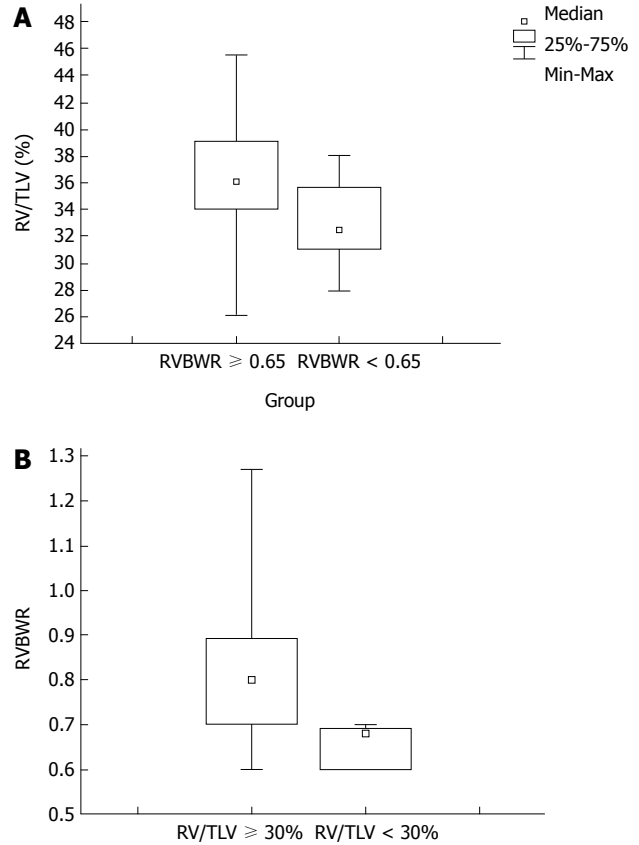 A
Median
25%-75%
Min-Max
RV/TLV (%)
48
46
44
42
40
38
36
34
32
30
28
26
24
RVBWR ≥ 0.65 RVBWR < 0.65
Group
B
RVBWR
1.3
1.2
1.1
1.0
0.9
0.8
0.7
0.6
0.5
RV/TLV ≥ 30% RV/TLV < 30%